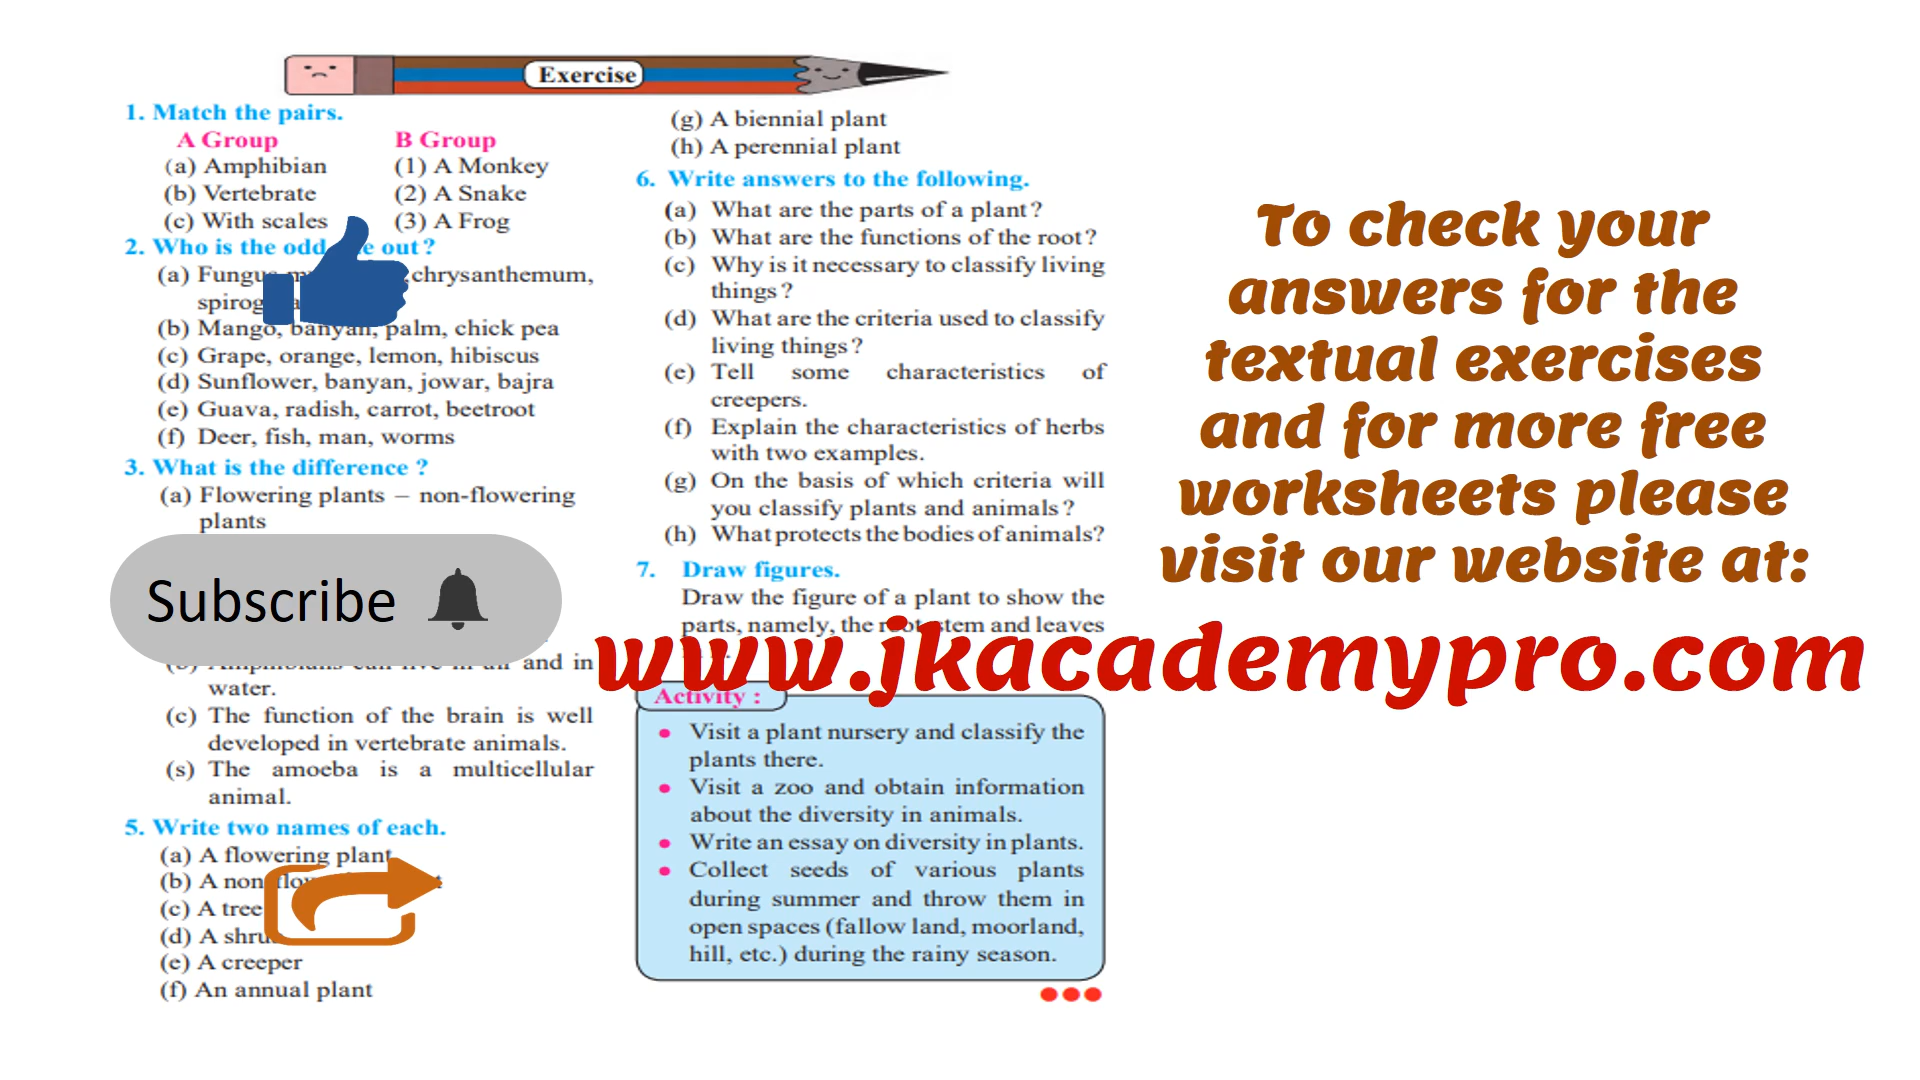 Exercise
1. Match the pairs.
A Group B Group
(a) Amphibian (1) A Monkey
(b) Vertebrate (2) A Snake
(c) With scales (3) A Frog
2. Who is the odd out ?
(a) chrysanthemum,
(b) Mango, banyan, palm, chick pea
(c) Grape, orange, lemon, hibiscus
(d) Sunflower, banyan, jowar, bajra
(e) Guava, radish, carrot, beetroot
(f) Deer, fish, man, worms
3. What is the difference ?
(a) Flowering plants – non-flowering
plants
Subscribe
and in
water.
(c) The function of the brain is well
developed in vertebrate animals.
(s) The amoeba is a multicellular
animal.
5. Write two names of each.
(a) A flowering plant
(b) A non
(c) A tree
(d) A
(e) A creeper
(f) An annual plant
(g) A biennial plant
(h) A perennial plant
6. Write answers to the following.
(a) What are the parts of a plant ?
(b) What are the functions of the root ?
(c) Why is it necessary to classify living
things ?
(d) What are the criteria used to classify
living things ?
(e) Tell some characteristics of
creepers.
(f) Explain the characteristics of herbs
with two examples.
(g) On the basis of which criteria will
you classify plants and animals ?
(h) What protects the bodies of animals?
7. Draw figures.
Draw the figure of a plant to show the
parts, namely, the root stem and leaves
Activity :
• Visit a plant nursery and classify the
plants there.
• Visit a zoo and obtain information
about the diversity in animals.
• Write an essay on diversity in plants.
• Collect seeds of various plants
during summer and throw them in
open spaces (fallow land, moorland,
hill, etc.) during the rainy season.
To check your
answers for the
textual exercises
and for more free
worksheets please
visit our website at:
www.jkacademypro.com